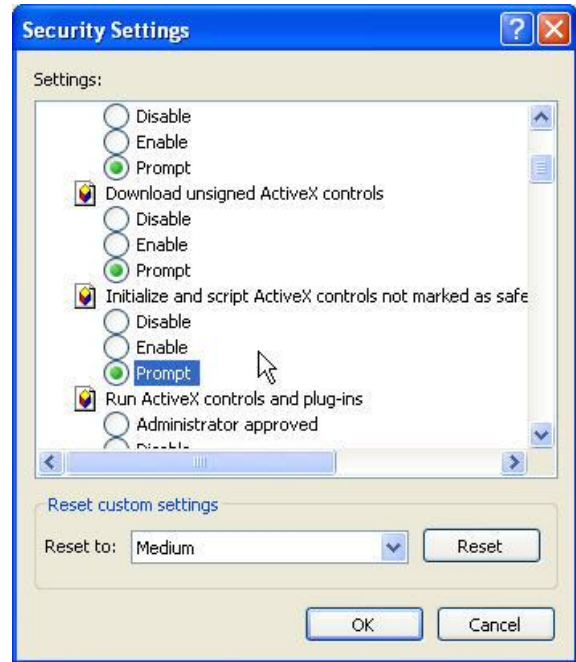 Security Settings
Settings:
Disable
Enable
Prompt
Download unsigned ActiveX controls
Disable
Enable
Prompt
Initialize and script ActiveX controls not marked as safe
Disable
Enable
Prompt
Run ActiveX controls and plug-ins
Administrator approved
Disable
Reset custom settings
Reset to: Medium Reset
OK Cancel